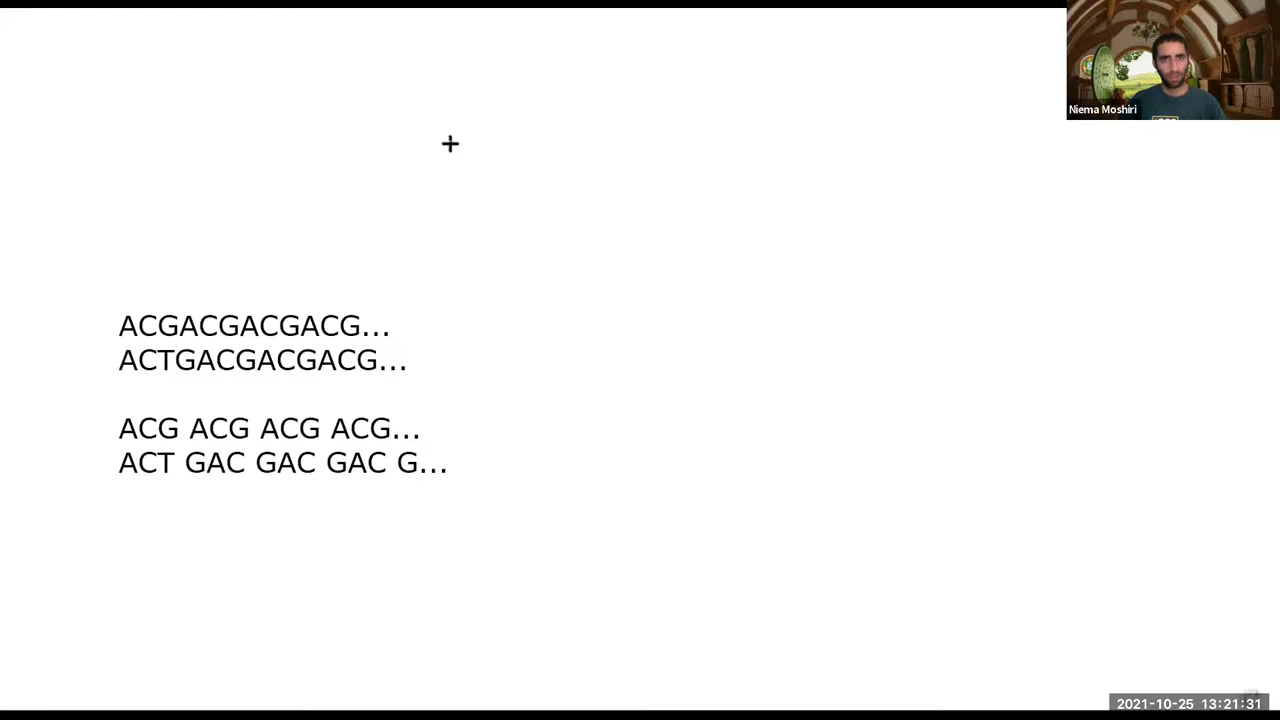 Niema Moshiri
ACGACGACGACG...
ACTGACGACGACG...
ACG ACG ACG ACG...
ACT GAC GAC GAC G...
2021-10-25 13:21:31